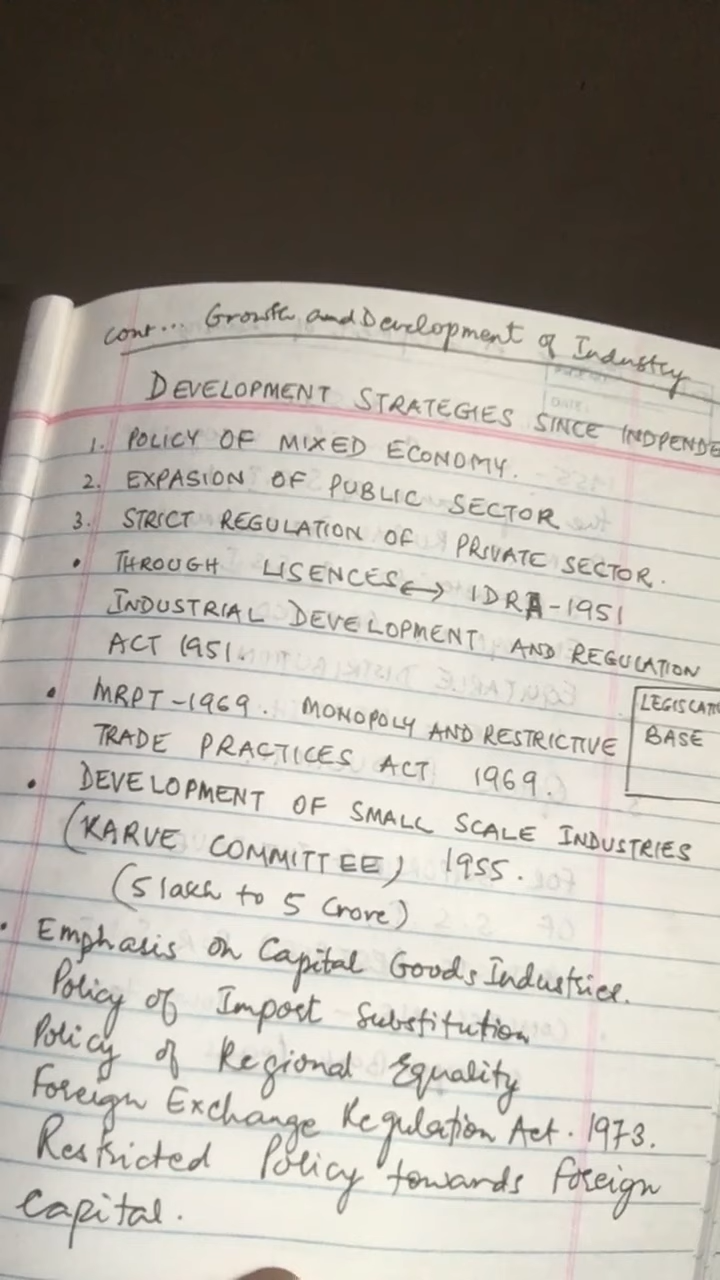 cont... Growth and Development of Industry
DEVELOPMENT STRATEGIES SINCE INDPENDE
1. POLICY OF MIXED ECONOMY.
2. EXPASION OF PUBLIC SECTOR
3. STRICT REGULATION OF PRIVATE SECTOR.
• THROUGH LISENCES ↔ IDRA-1951
INDUSTRIAL DEVELOPMENT AND REGULATION
ACT 1951.
• MRPT-1969. MONOPOLY AND RESTRICTIVE
TRADE PRACTICES ACT 1969.
LEGISLAT
BASE
• DEVELOPMENT OF SMALL SCALE INDUSTRIES
(KARVE COMMITTEE) 1955.
(5 lakh to 5 Crore)
• Emphasis on Capital Goods Industries.
Policy of Import Substitution
Policy of Regional Equality
Foreign Exchange Regulation Act. 1973.
Restricted Policy towards foreign
capital.